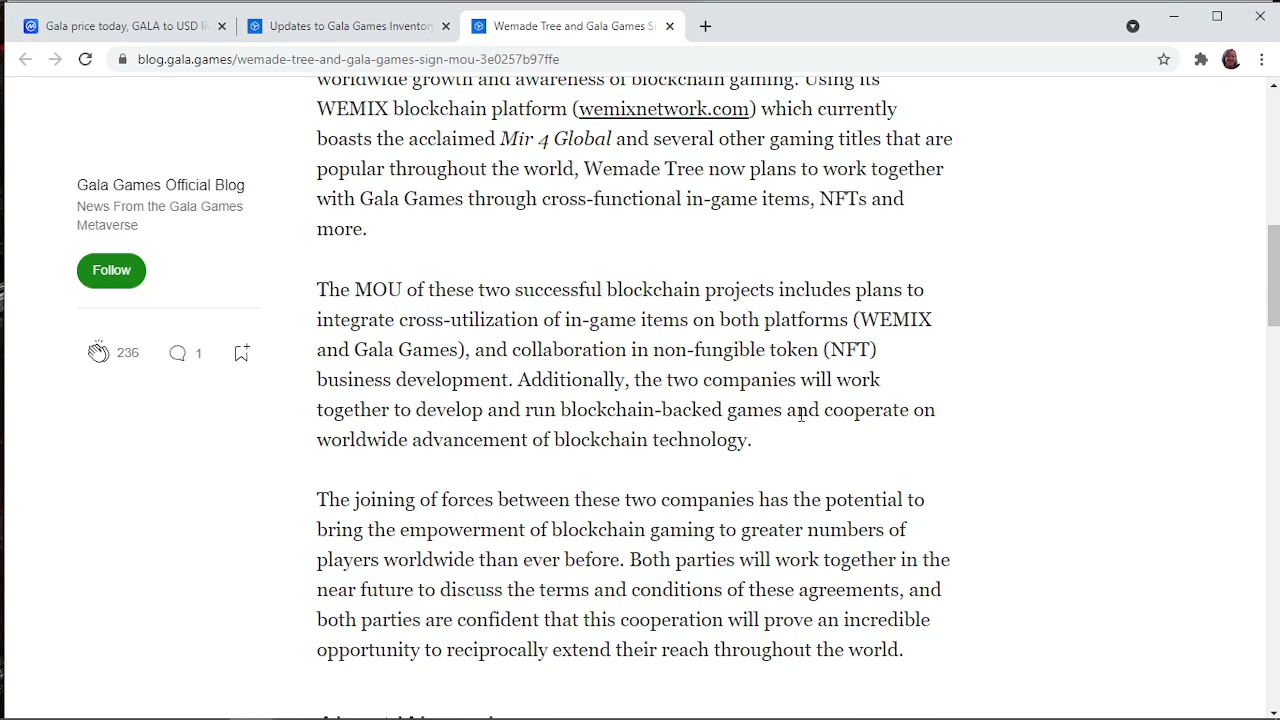 Gala price today, GALA to USD li
Updates to Gala Games Inventory
Wemade Tree and Gala Games Si
blog.gala.games/wemade-tree-and-gala-games-sign-mou-3e0257b97ffe
Gala Games Official Blog
News From the Gala Games
Metaverse
Follow
236
1
worldwide growth and awareness of blockchain gaming. Using its
WEMIX blockchain platform (wemixnetwork.com) which currently
boasts the acclaimed Mir 4 Global and several other gaming titles that are
popular throughout the world, Wemade Tree now plans to work together
with Gala Games through cross-functional in-game items, NFTs and
more.
The MOU of these two successful blockchain projects includes plans to
integrate cross-utilization of in-game items on both platforms (WEMIX
and Gala Games), and collaboration in non-fungible token (NFT)
business development. Additionally, the two companies will work
together to develop and run blockchain-backed games and cooperate on
worldwide advancement of blockchain technology.
The joining of forces between these two companies has the potential to
bring the empowerment of blockchain gaming to greater numbers of
players worldwide than ever before. Both parties will work together in the
near future to discuss the terms and conditions of these agreements, and
both parties are confident that this cooperation will prove an incredible
opportunity to reciprocally extend their reach throughout the world.